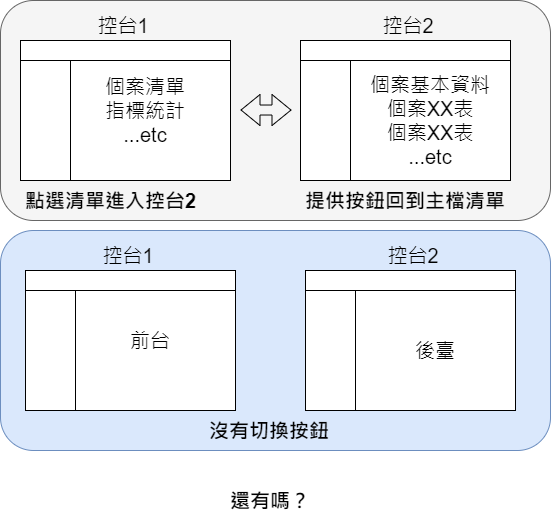 控台1
控台2
個案清單
指標統計
...etc
個案基本資料
個案XX表
個案XX表
...etc
點選清單進入控台2
提供按鈕回到主檔清單
控台1
控台2
前台
後臺
沒有切換按鈕
還有嗎？